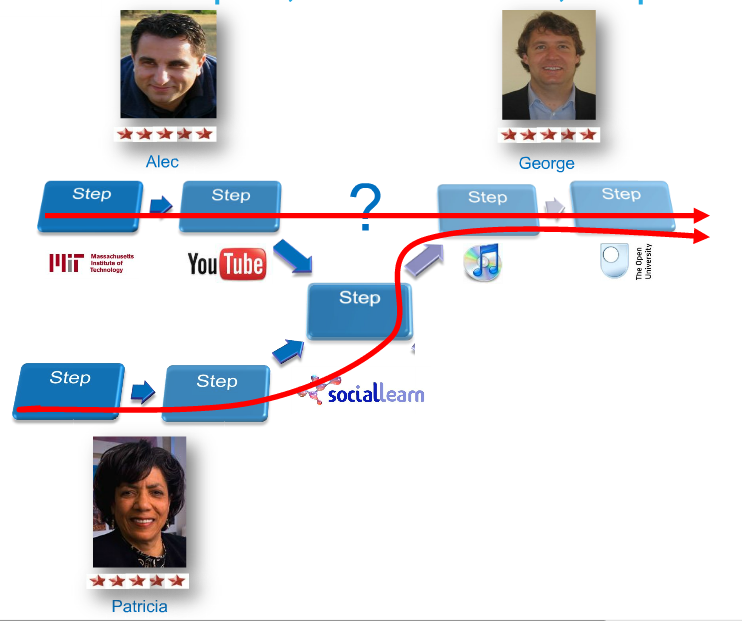 Alec
George
Step
Step
?
Step
Step
MIT Massachusetts
Institute of
Technology
YouTube
The Open
University
Step
Step
Step
sociallearn
Patricia